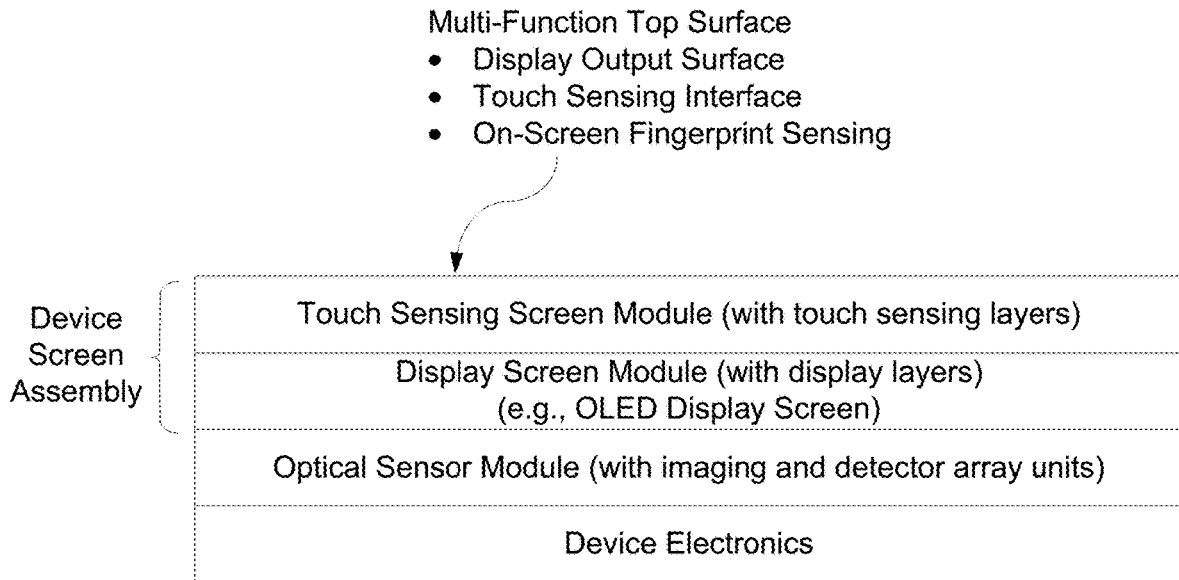 Multi-Function Top Surface
• Display Output Surface
• Touch Sensing Interface
• On-Screen Fingerprint Sensing
Device
Screen
Assembly
Touch Sensing Screen Module (with touch sensing layers)
Display Screen Module (with display layers)
(e.g., OLED Display Screen)
Optical Sensor Module (with imaging and detector array units)
Device Electronics